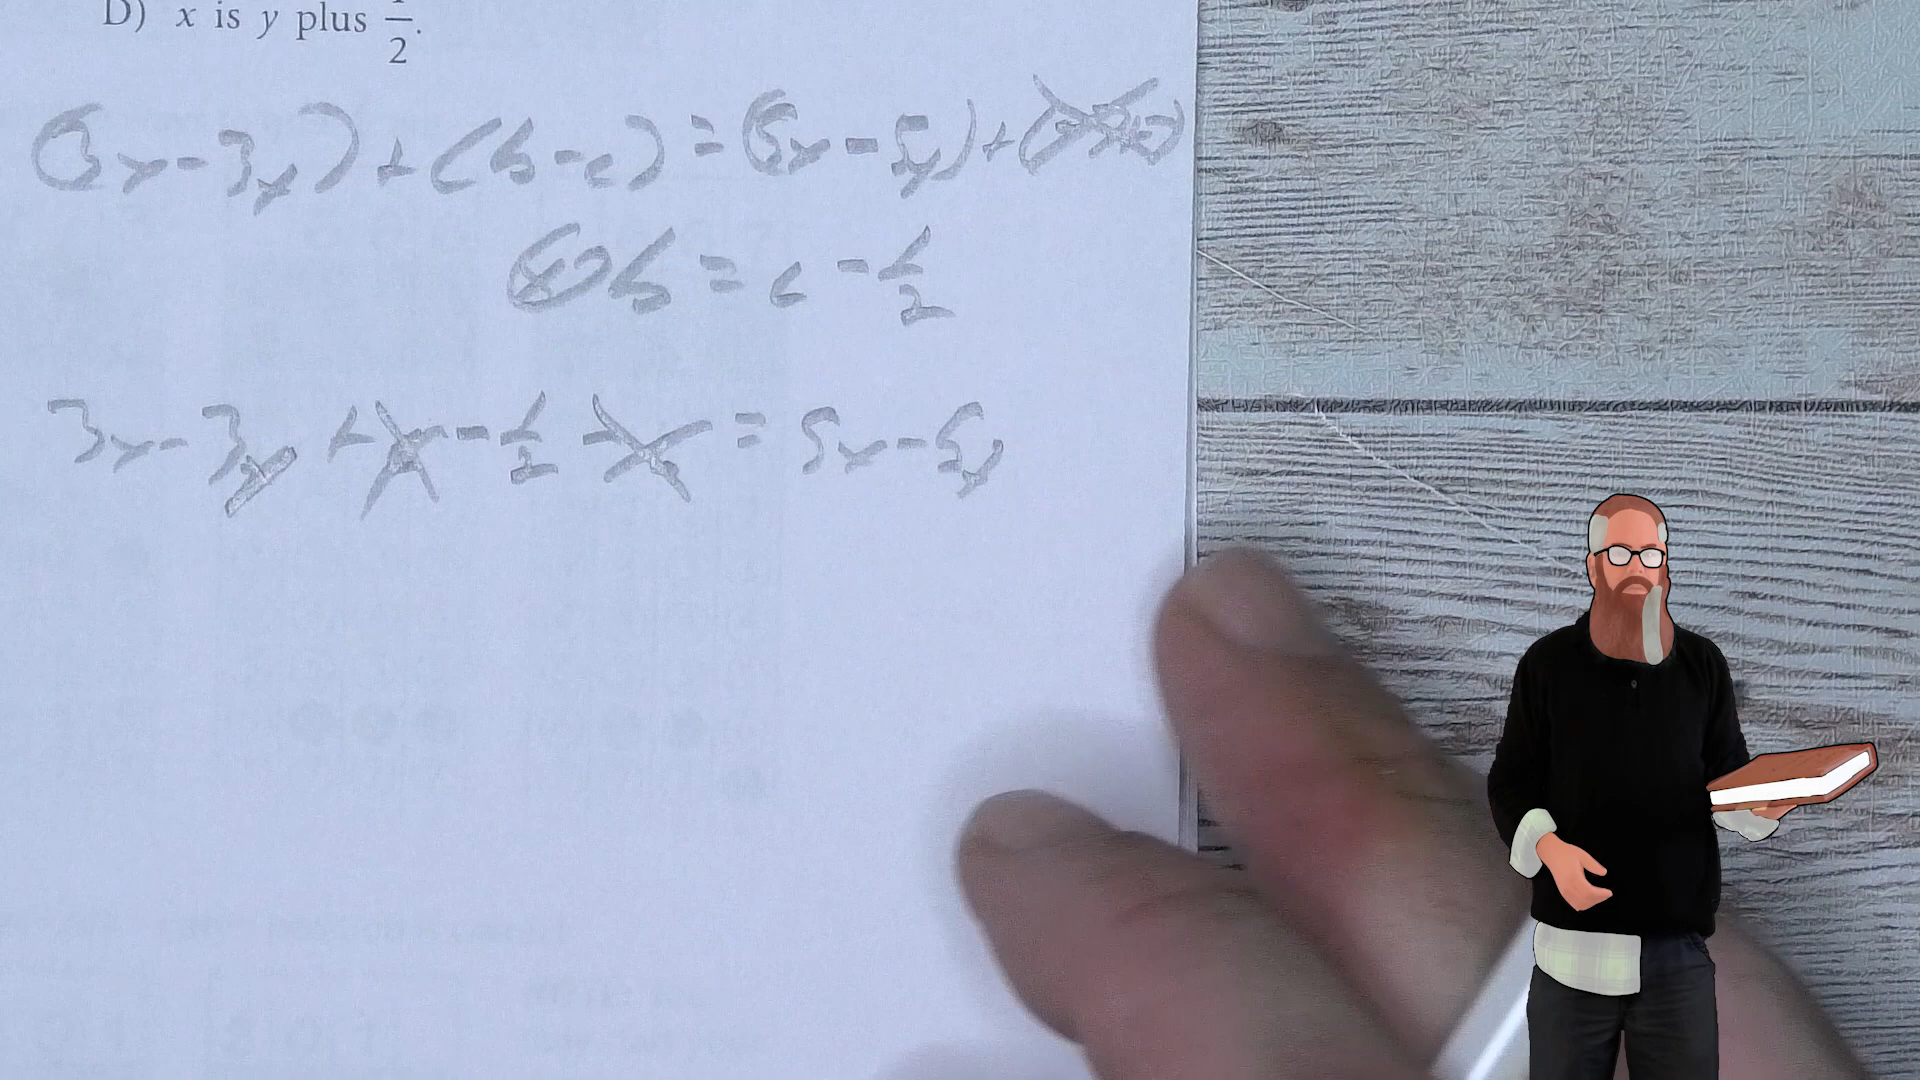 D) x is y plus 1/2.
(3x-3y)+(b-c)=(5x-5y)+
b=c-1/2
3x-3y+c-1/2-c=5x-5y